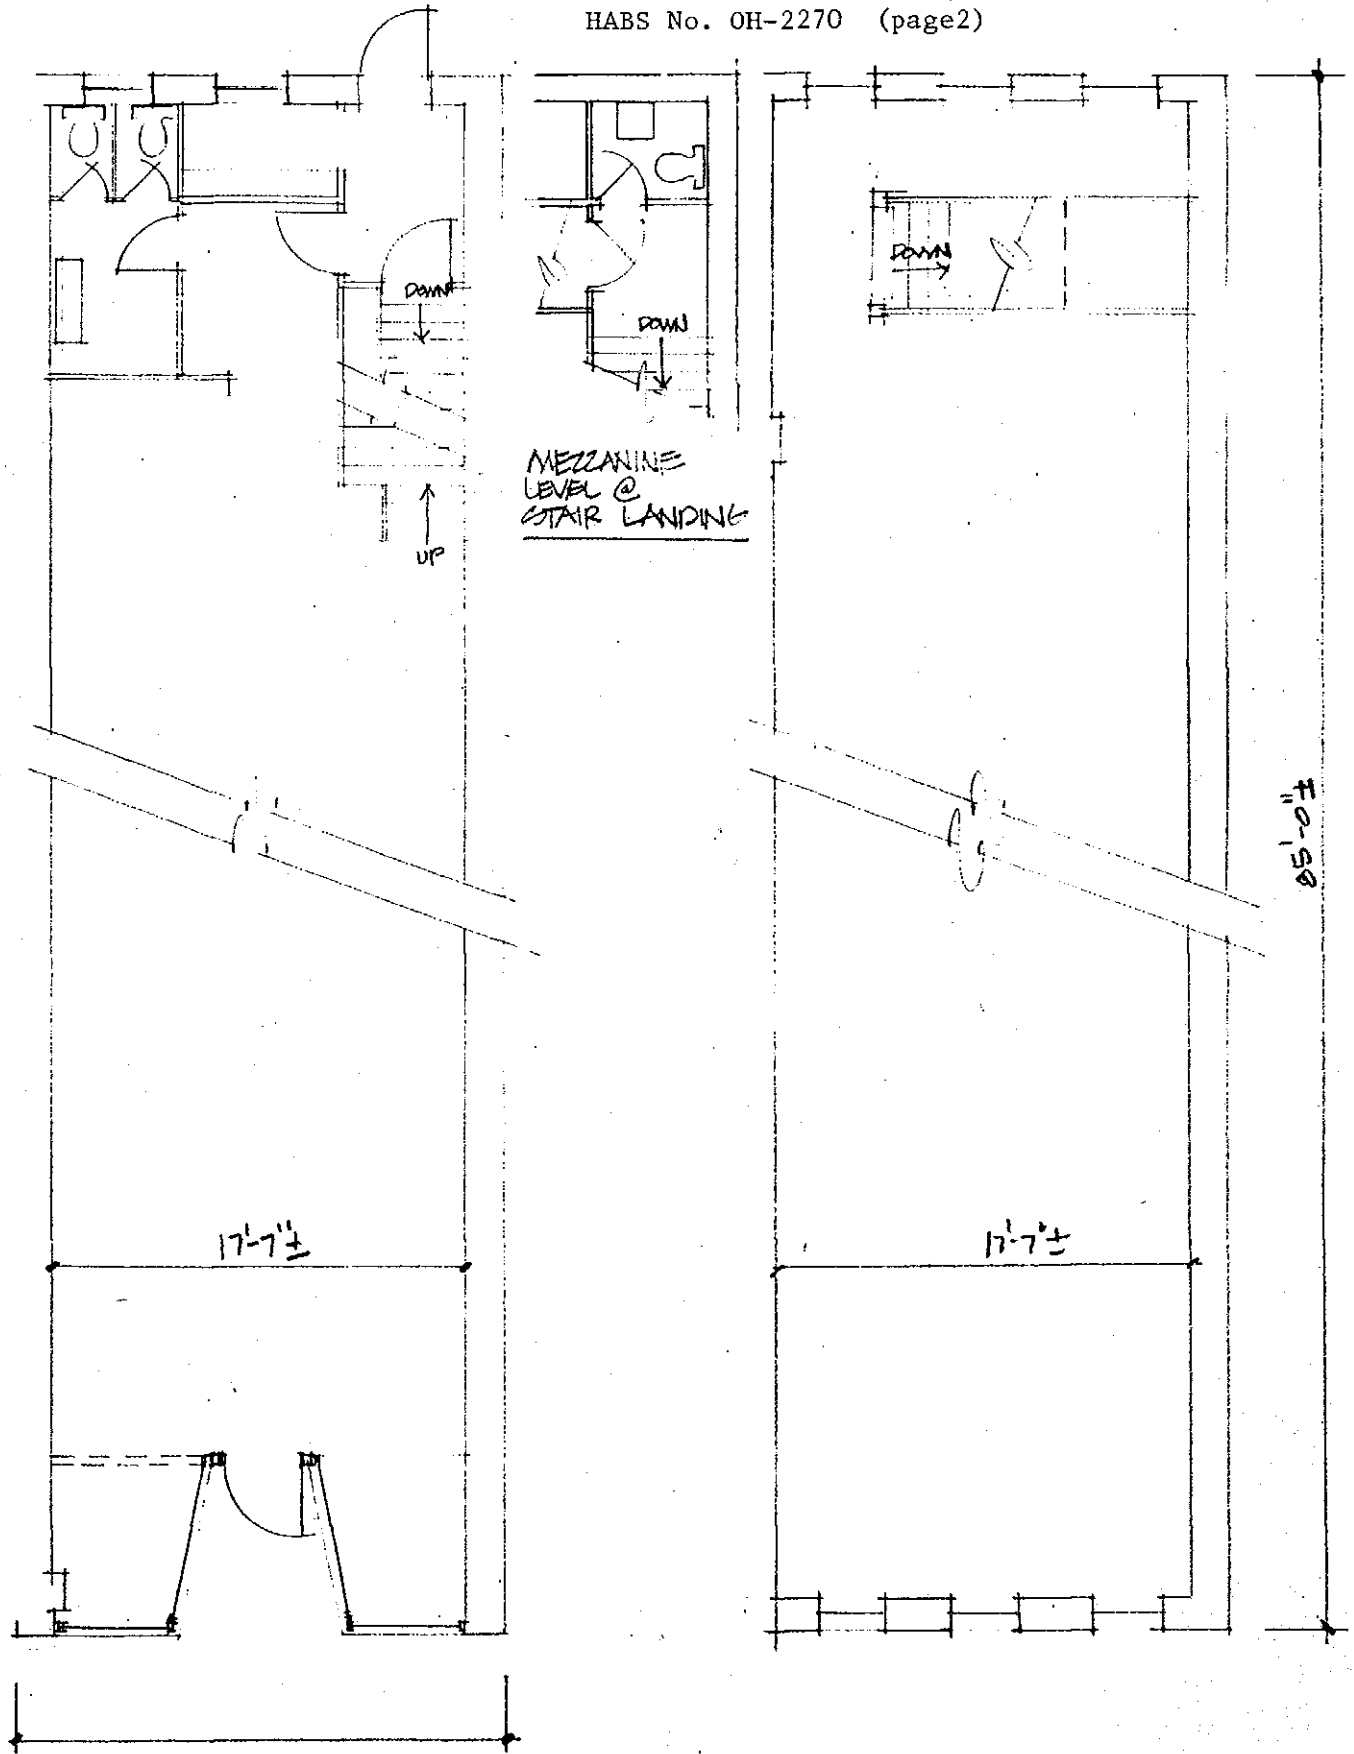 HABS No. OH-2270 (page2)
DOWN
DOWN
DOWN
MEZZANINE
LEVEL @
STAIR LANDING
UP
85'-0"±
17'-7"±
17'-7"±